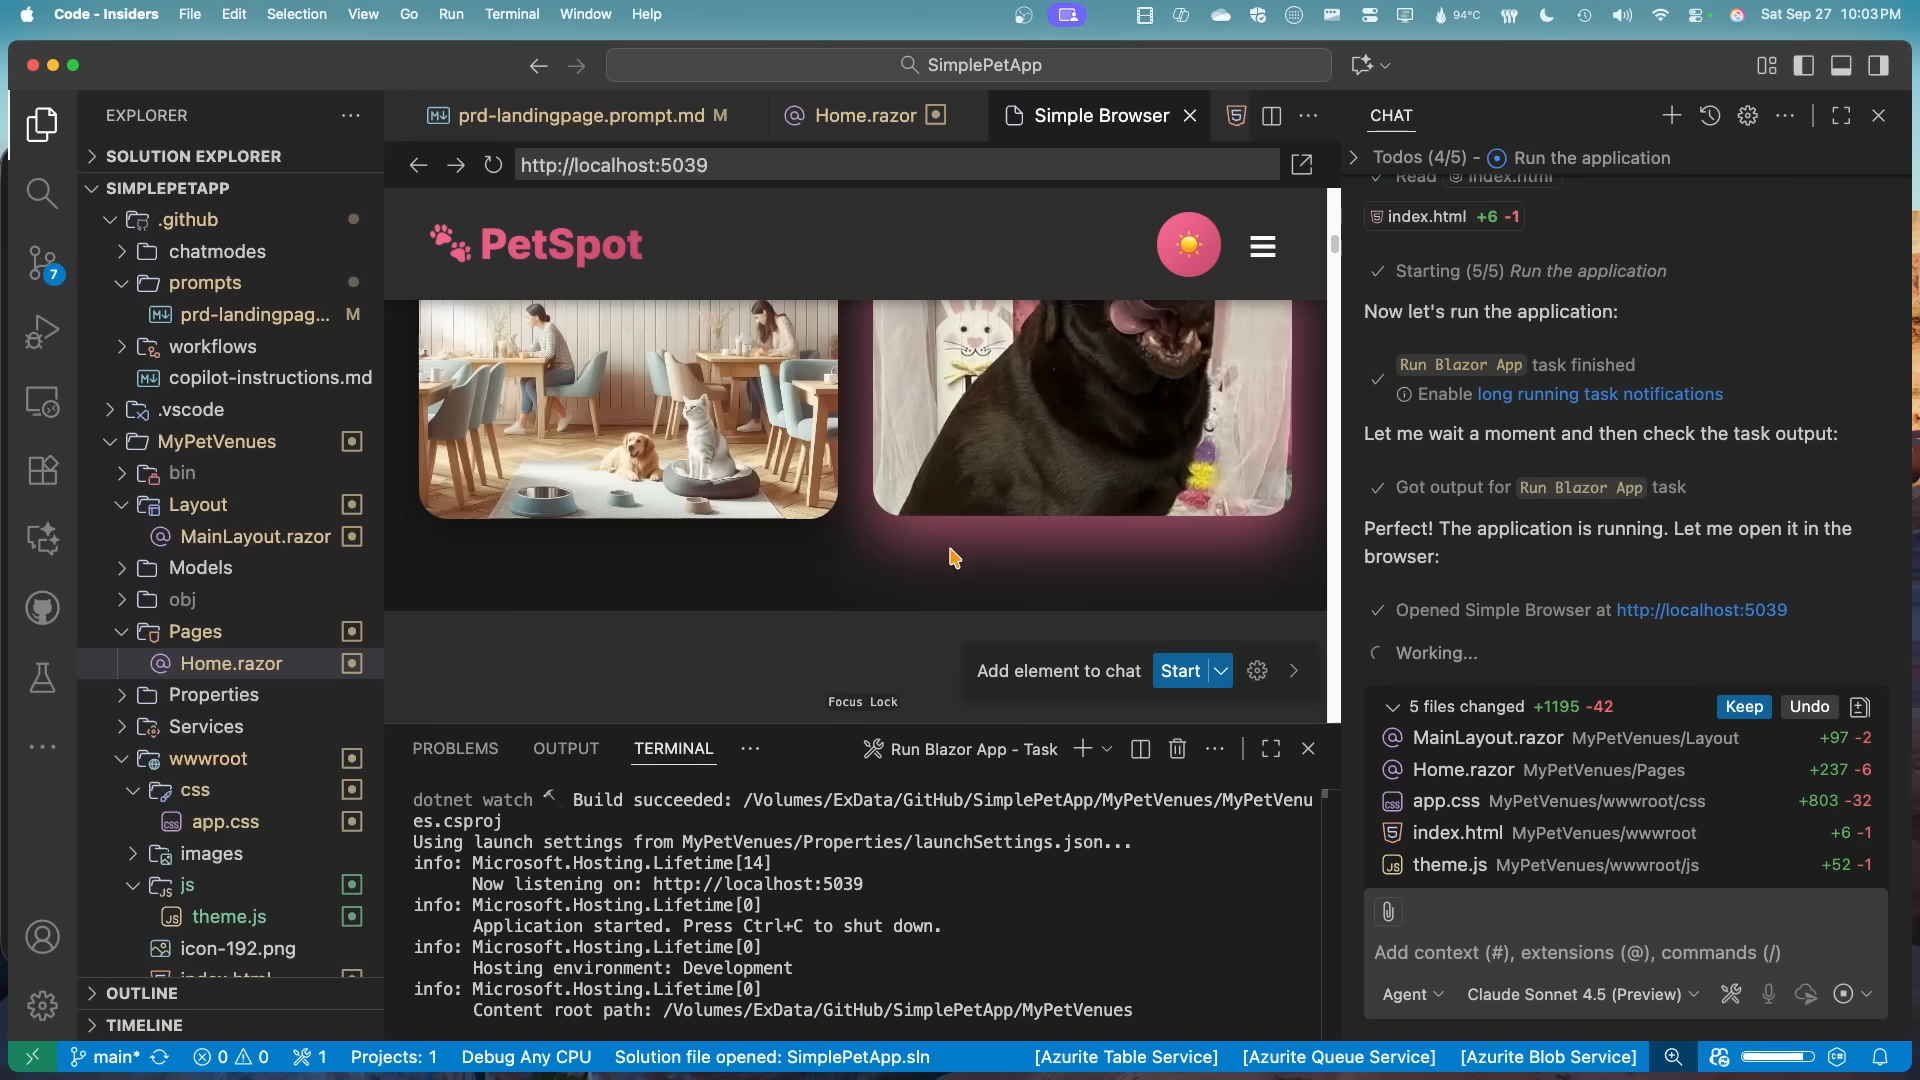 Code - Insiders File Edit Selection View Go Run Terminal Window Help
94°C
Sat Sep 27 10:03 PM
SimplePetApp
EXPLORER
SOLUTION EXPLORER
SIMPLEPETAPP
.github
chatmodes
prompts
prd-landingpag... M
workflows
copilot-instructions.md
.vscode
MyPetVenues
bin
Layout
MainLayout.razor
Models
obj
Pages
Home.razor
Properties
Services
wwwroot
css
app.css
images
js
theme.js
icon-192.png
index.html
OUTLINE
TIMELINE
7
prd-landingpage.prompt.md M
Home.razor
Simple Browser
http://localhost:5039
PetSpot
Add element to chat Start
Focus Lock
PROBLEMS OUTPUT TERMINAL
Run Blazor App - Task
dotnet watch 🔨 Build succeeded: /Volumes/ExData/GitHub/SimplePetApp/MyPetVenues/MyPetVenu
es.csproj
Using launch settings from MyPetVenues/Properties/launchSettings.json...
info: Microsoft.Hosting.Lifetime[14]
Now listening on: http://localhost:5039
info: Microsoft.Hosting.Lifetime[0]
Application started. Press Ctrl+C to shut down.
info: Microsoft.Hosting.Lifetime[0]
Hosting environment: Development
info: Microsoft.Hosting.Lifetime[0]
Content root path: /Volumes/ExData/GitHub/SimplePetApp/MyPetVenues
CHAT
Todos (4/5) - Run the application
Read index.html
index.html +6 -1
Starting (5/5) Run the application
Now let's run the application:
Run Blazor App task finished
Enable long running task notifications
Let me wait a moment and then check the task output:
Got output for Run Blazor App task
Perfect! The application is running. Let me open it in the
browser:
Opened Simple Browser at http://localhost:5039
Working...
5 files changed +1195 -42 Keep Undo
MainLayout.razor MyPetVenues/Layout +97 -2
Home.razor MyPetVenues/Pages +237 -6
app.css MyPetVenues/wwwroot/css +803 -32
index.html MyPetVenues/wwwroot +6 -1
theme.js MyPetVenues/wwwroot/js +52 -1
Add context (#), extensions (@), commands (/)
Agent Claude Sonnet 4.5 (Preview)
main* 0 0 1 Projects: 1 Debug Any CPU Solution file opened: SimplePetApp.sln [Azurite Table Service] [Azurite Queue Service] [Azurite Blob Service]